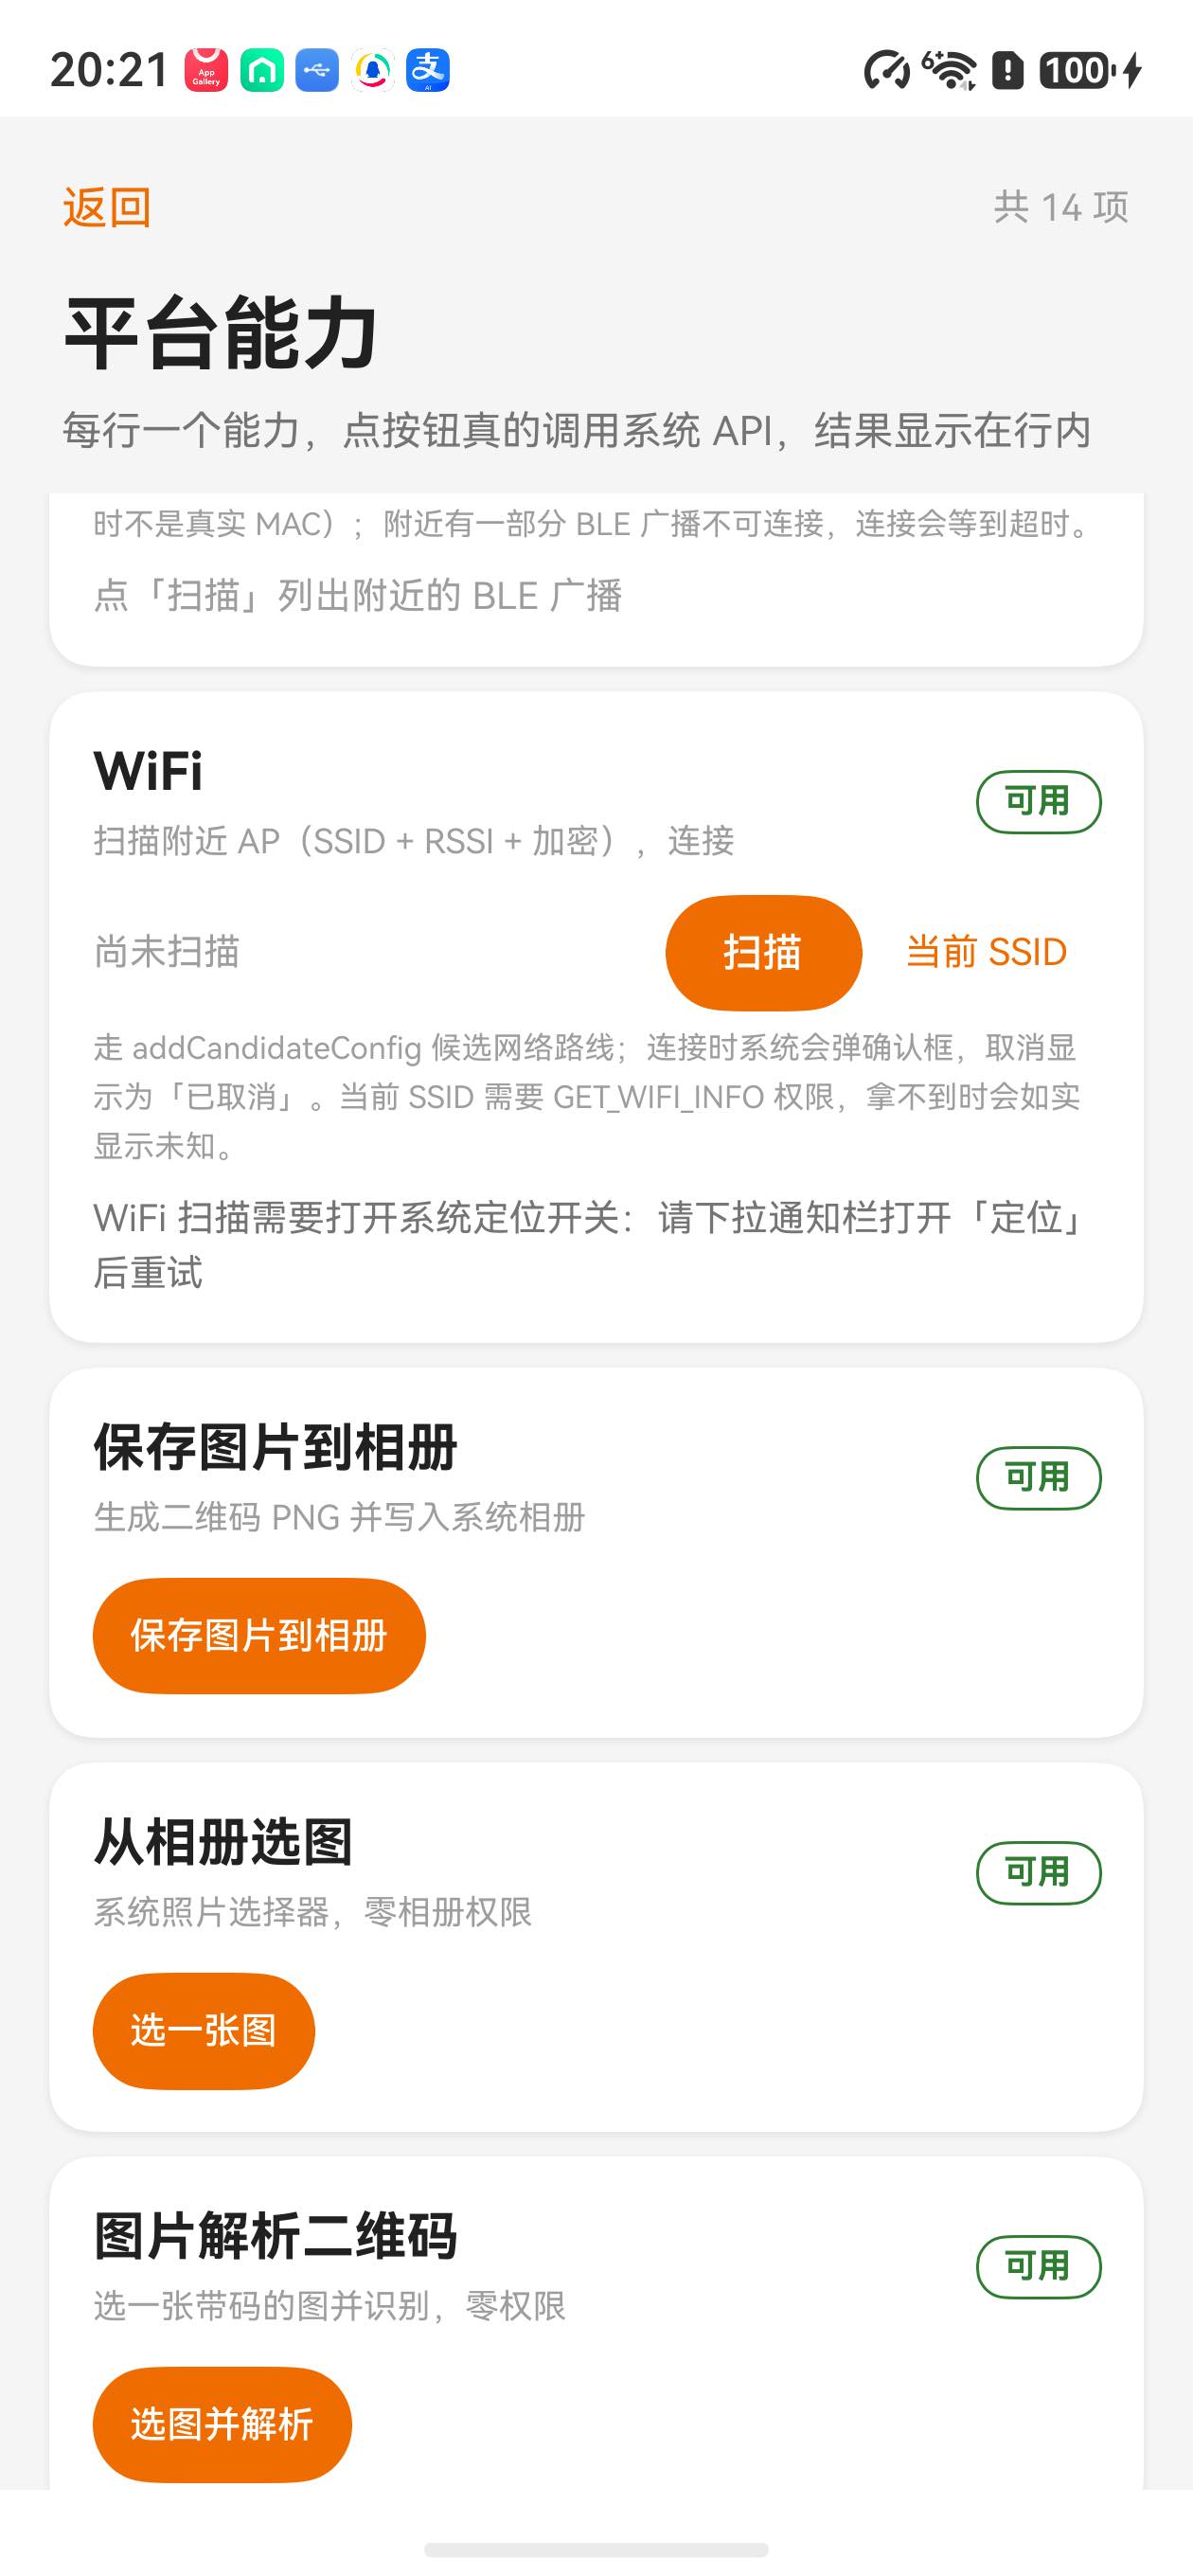 20:21
App
Gallery
支
AI
6+
100
返回
共 14 项
平台能力
每行一个能力，点按钮真的调用系统 API，结果显示在行内
时不是真实 MAC）；附近有一部分 BLE 广播不可连接，连接会等到超时。
点「扫描」列出附近的 BLE 广播
WiFi
可用
扫描附近 AP（SSID + RSSI + 加密），连接
尚未扫描
扫描
当前 SSID
走 addCandidateConfig 候选网络路线；连接时系统会弹确认框，取消显
示为「已取消」。当前 SSID 需要 GET_WIFI_INFO 权限，拿不到时会如实
显示未知。
WiFi 扫描需要打开系统定位开关：请下拉通知栏打开「定位」
后重试
保存图片到相册
可用
生成二维码 PNG 并写入系统相册
保存图片到相册
从相册选图
可用
系统照片选择器，零相册权限
选一张图
图片解析二维码
可用
选一张带码的图并识别，零权限
选图并解析